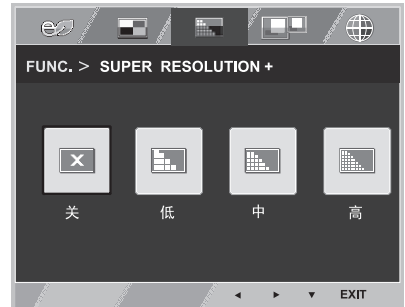 FUNC. > SUPER RESOLUTION +
关 低 中 高
EXIT